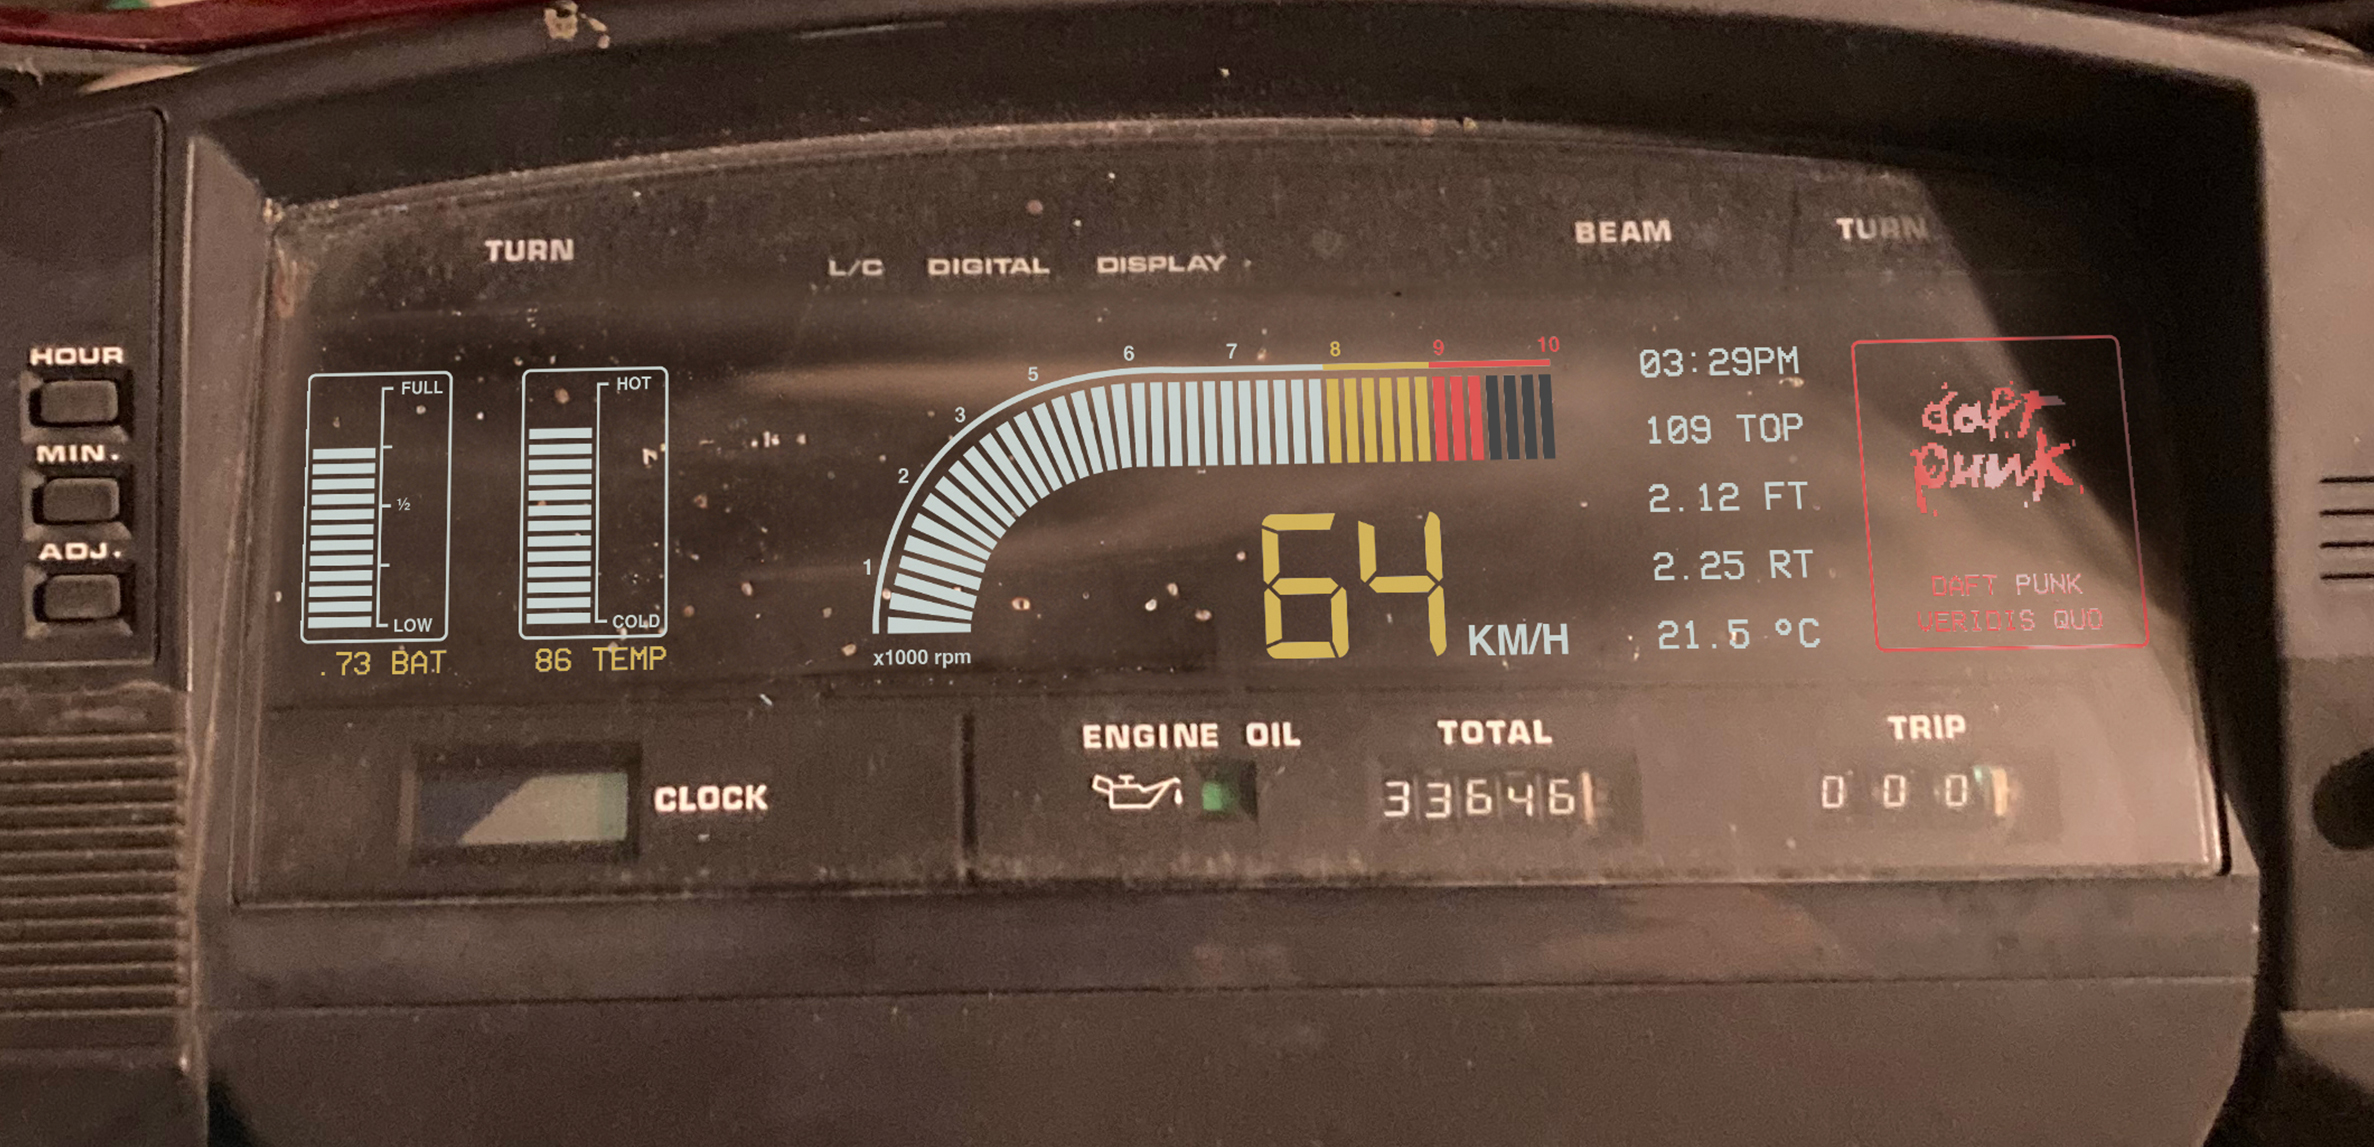 TURN
BEAM
TURN
L/C DIGITAL DISPLAY
HOUR
MIN.
ADJ.
FULL
½
LOW
.73 BAT
HOT
COLD
86 TEMP
1
2
3
5
6
7
8
9
10
x1000 rpm
64 KM/H
03:29PM
109 TOP
2.12 FT
2.25 RT
21.5 °C
daft
punk
DAFT PUNK
VERIDIS QUO
CLOCK
ENGINE OIL
TOTAL
33646
TRIP
000